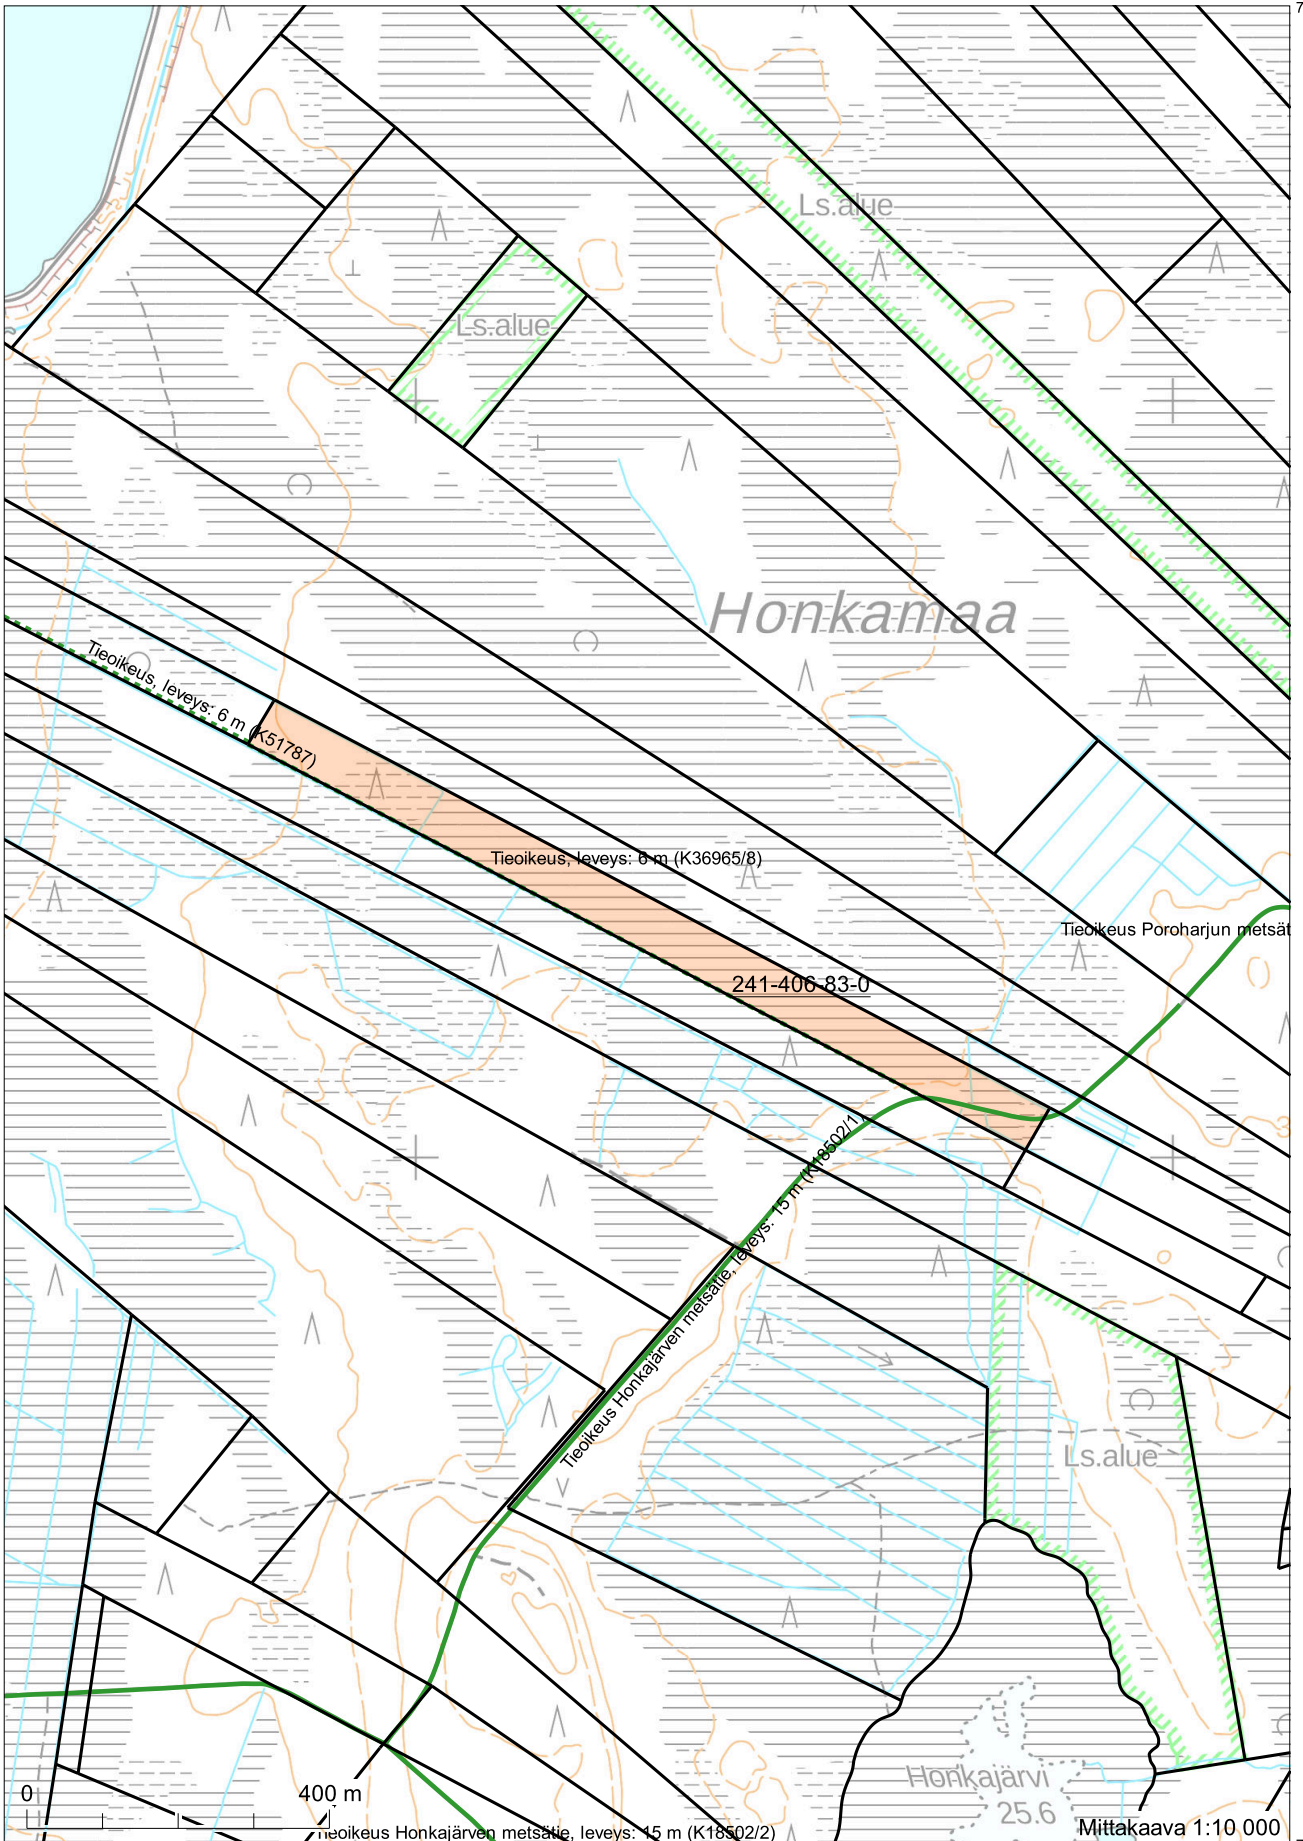 7
Ls.alue
Ls.alue
Honkamaa
Tieoikeus, leveys: 6 m (K51787)
Tieoikeus, leveys: 6 m (K36965/8)
Tieoikeus Poroharjun metsät
241-406-83-0
3
Tieoikeus Honkajärven metsätie, leveys: 15 m (K18502/1)
Ls.alue
Honkajärvi
25.6
0 400 m
Tieoikeus Honkajärven metsätie, leveys: 15 m (K18502/2)
Mittakaava 1:10 000